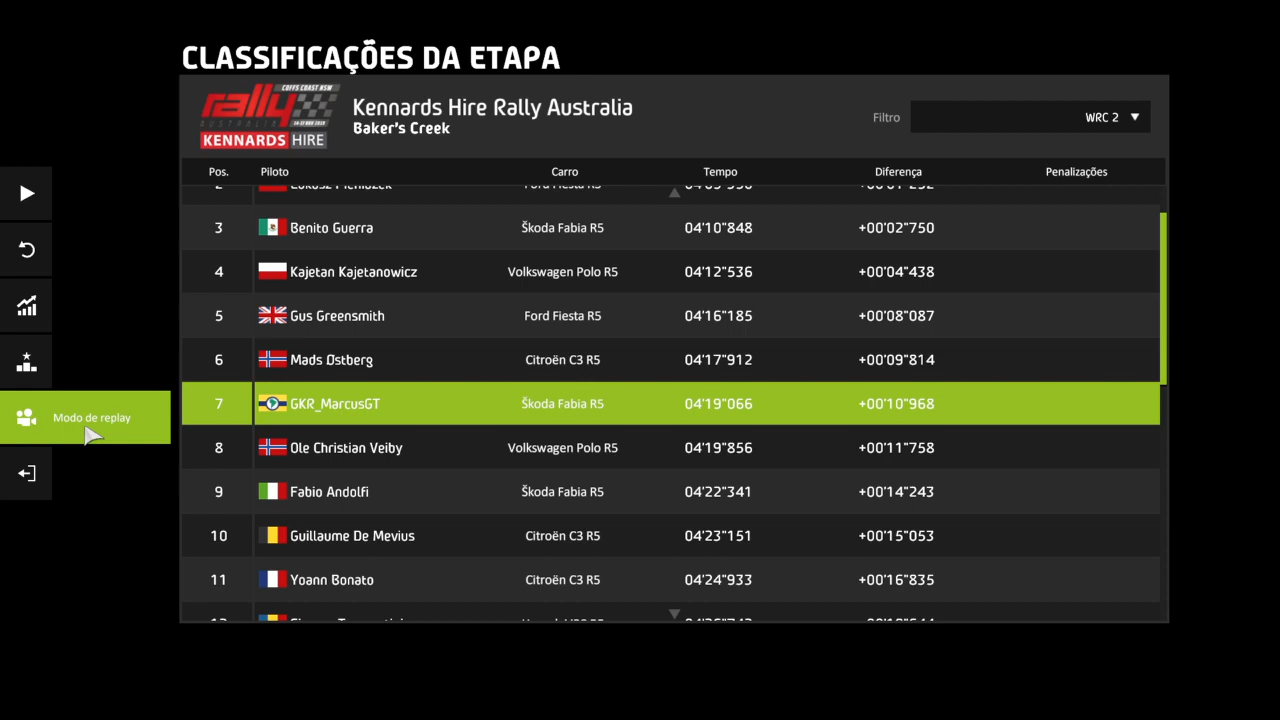 CLASSIFICAÇÕES DA ETAPA
COFFS COAST NSW
rally
AUSTRALIA
KENNARDS HIRE
Kennards Hire Rally Australia
Baker's Creek
Filtro WRC 2
Pos. Piloto Carro Tempo Diferença Penalizações
3 Benito Guerra Škoda Fabia R5 04'10"848 +00'02"750
4 Kajetan Kajetanowicz Volkswagen Polo R5 04'12"536 +00'04"438
5 Gus Greensmith Ford Fiesta R5 04'16"185 +00'08"087
6 Mads Østberg Citroën C3 R5 04'17"912 +00'09"814
7 GKR_MarcusGT Škoda Fabia R5 04'19"066 +00'10"968
Modo de replay
8 Ole Christian Veiby Volkswagen Polo R5 04'19"856 +00'11"758
9 Fabio Andolfi Škoda Fabia R5 04'22"341 +00'14"243
10 Guillaume De Mevius Citroën C3 R5 04'23"151 +00'15"053
11 Yoann Bonato Citroën C3 R5 04'24"933 +00'16"835